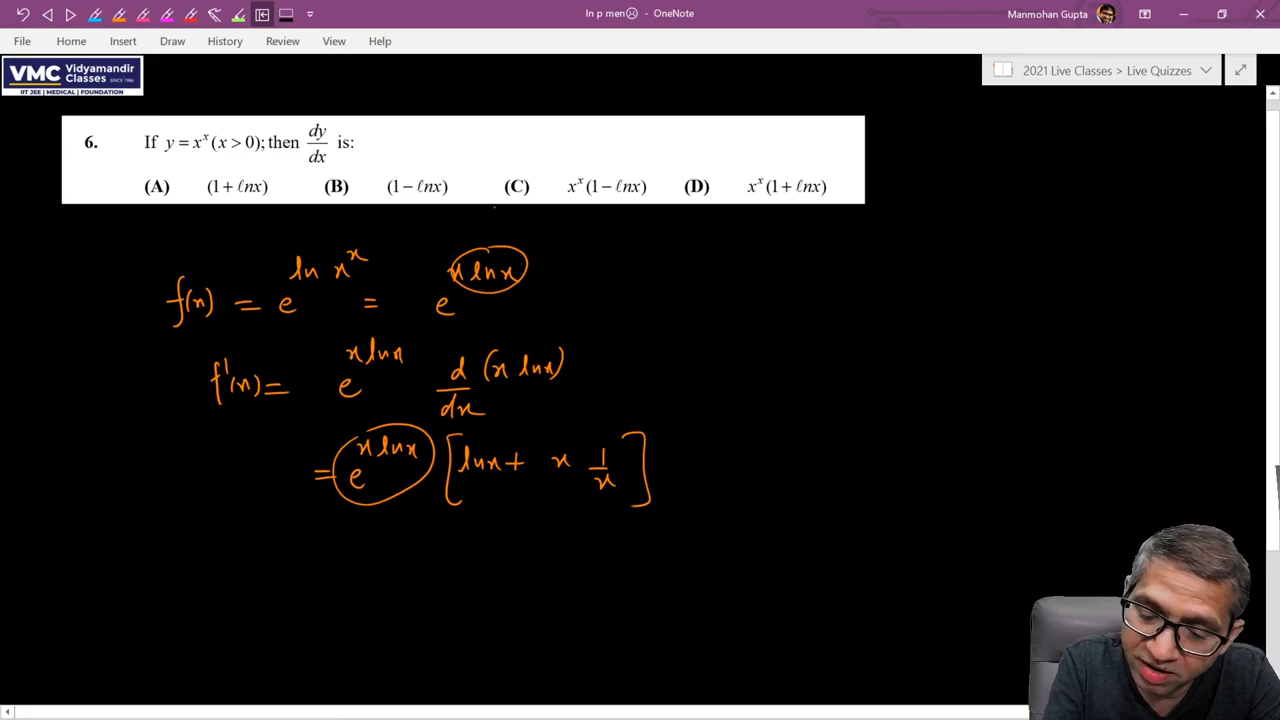 In p men☹ - OneNote
Manmohan Gupta
File Home Insert Draw History Review View Help
VMC Vidyamandir Classes SINCE 1986
IIT JEE | MEDICAL | FOUNDATION
2021 Live Classes > Live Quizzes
6. If y = x^x (x > 0); then dy/dx is:
(A) (1 + ℓnx) (B) (1 − ℓnx) (C) x^x (1 − ℓnx) (D) x^x (1 + ℓnx)
f(x) = e^(ln x^x) = e^(x ln x)
f'(x) = e^(x ln x) d/dx (x ln x)
= e^(x ln x) [ln x + x 1/x]